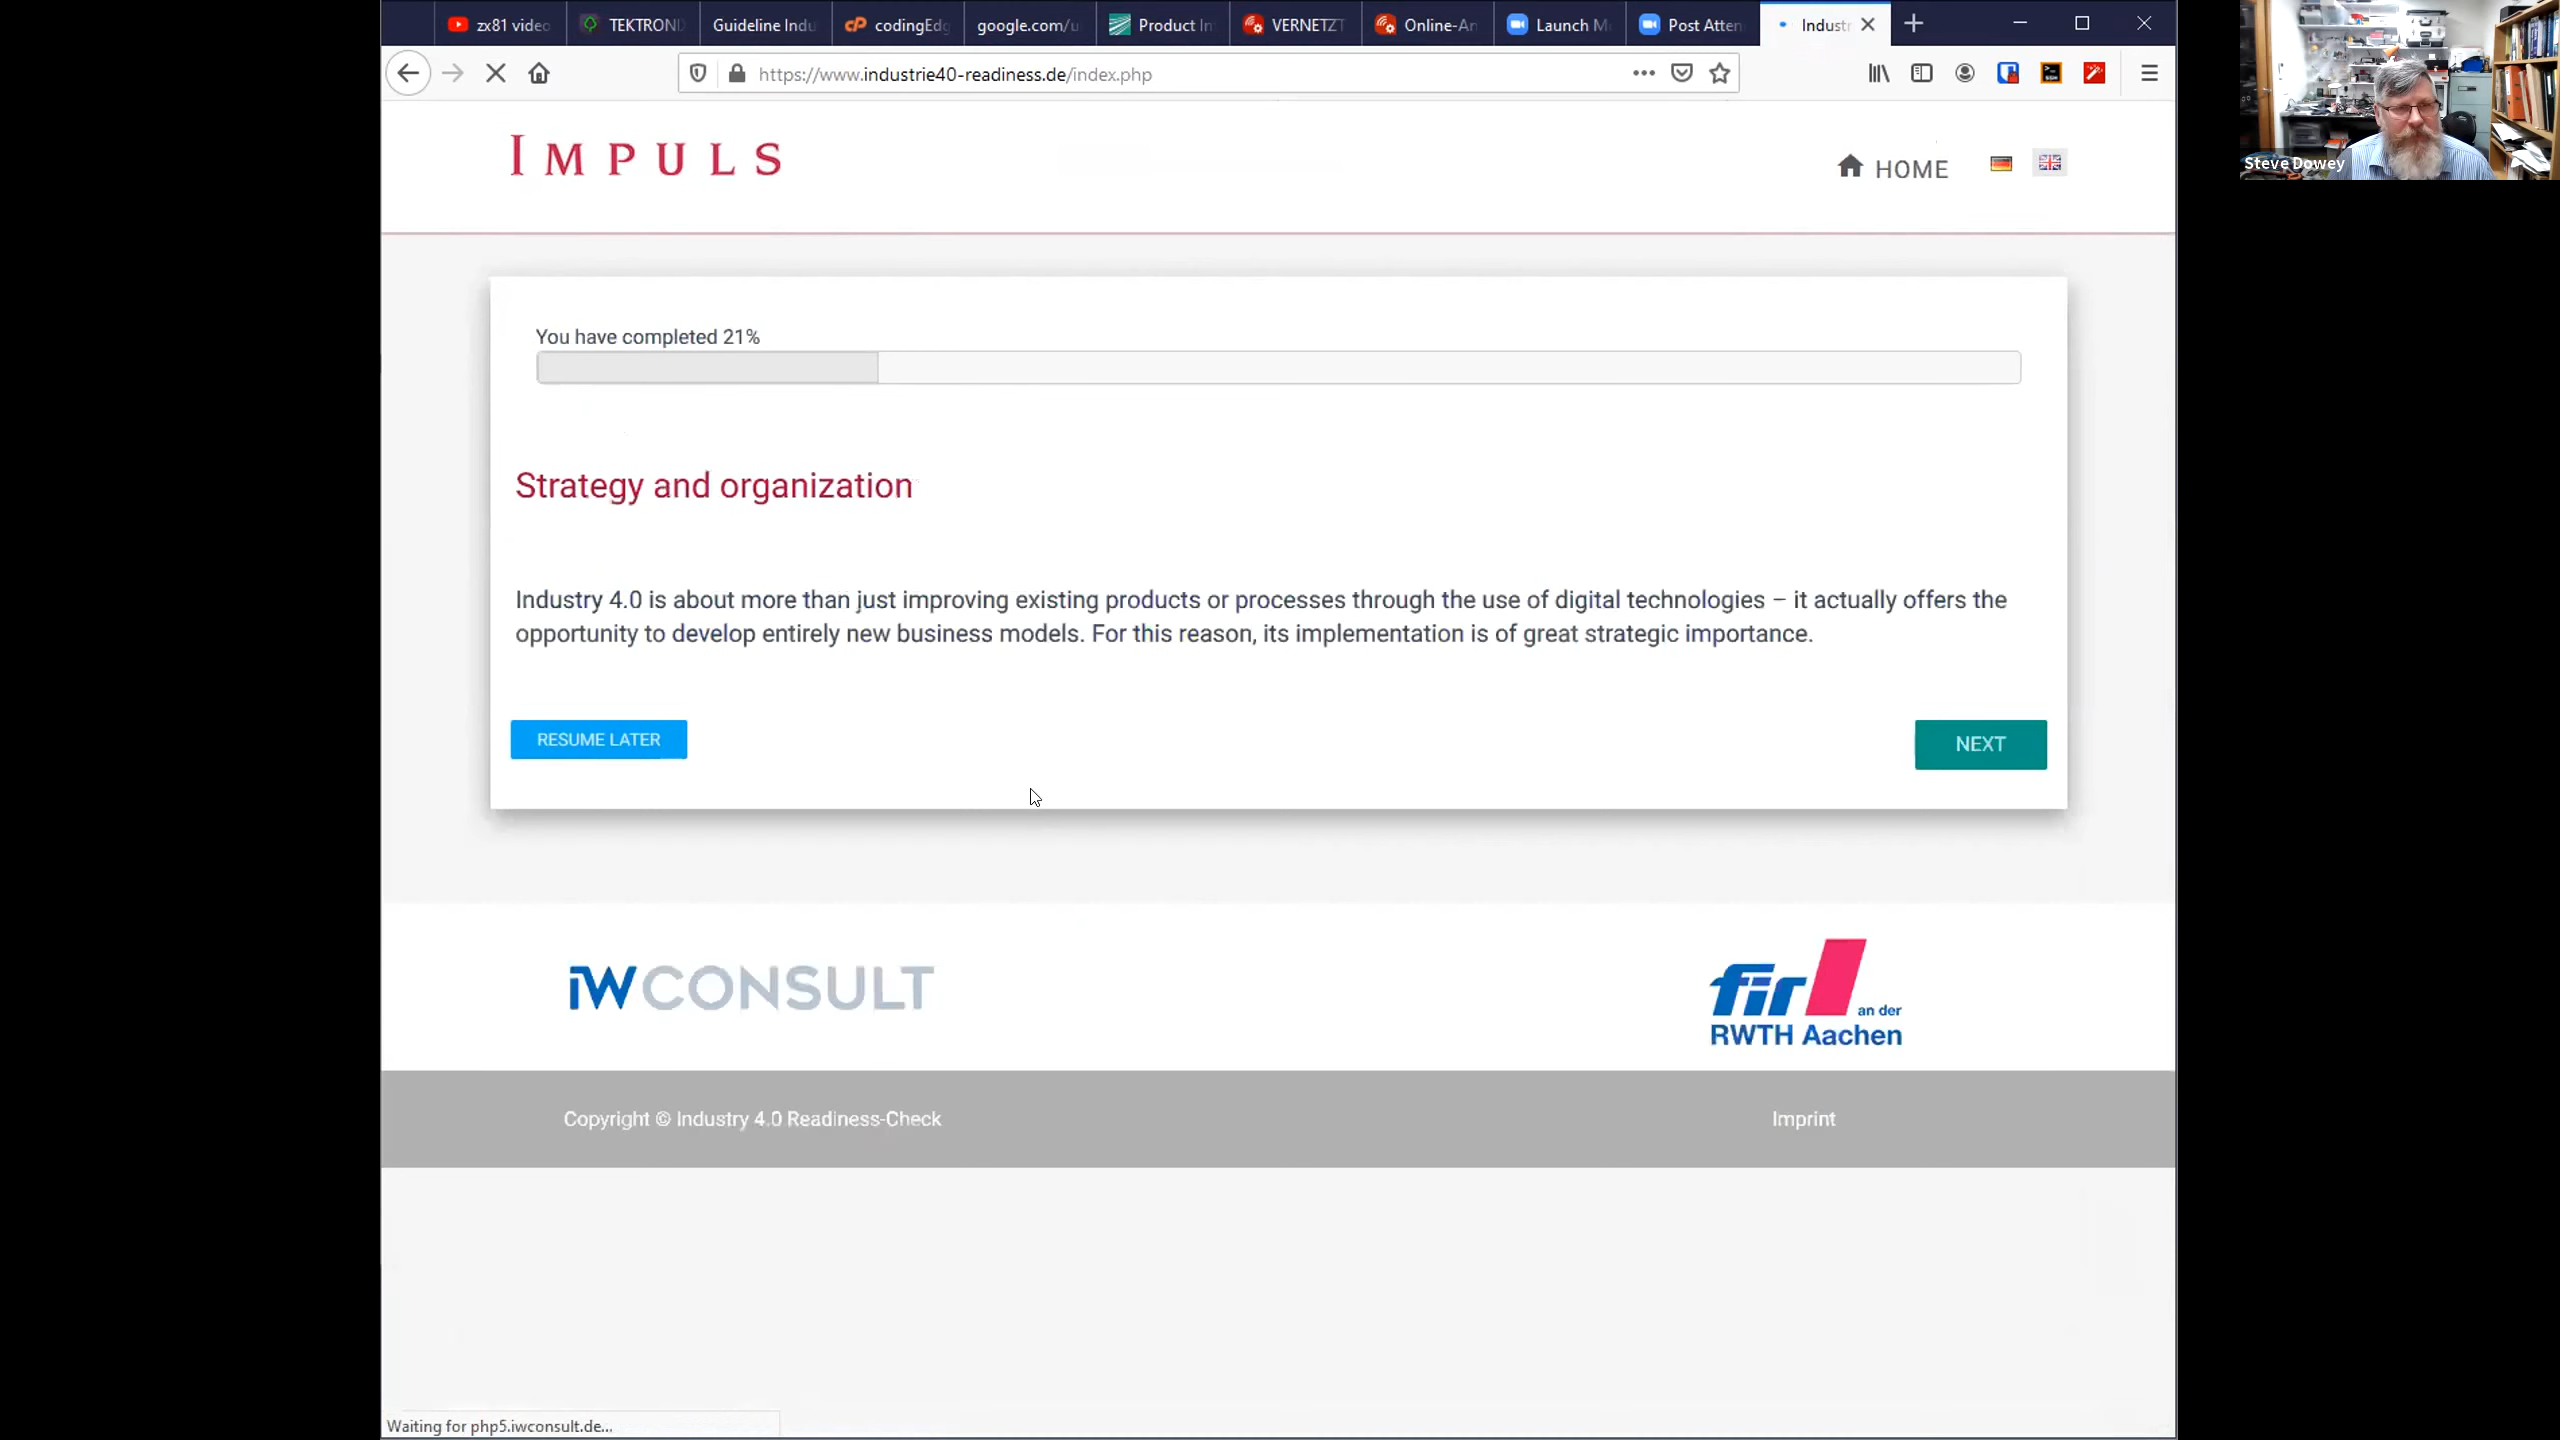 zx81 video
TEKTRONI
Guideline Indu
codingEdg
google.com/u
Product In
VERNETZT
Online-An
Launch M
Post Atten
Industr
https://www.industrie40-readiness.de/index.php
Steve Dowey
IMPULS
HOME
You have completed 21%
Strategy and organization
Industry 4.0 is about more than just improving existing products or processes through the use of digital technologies – it actually offers the
opportunity to develop entirely new business models. For this reason, its implementation is of great strategic importance.
RESUME LATER
NEXT
iW CONSULT
fir an der
RWTH Aachen
Copyright © Industry 4.0 Readiness-Check
Imprint
Waiting for php5.iwconsult.de...